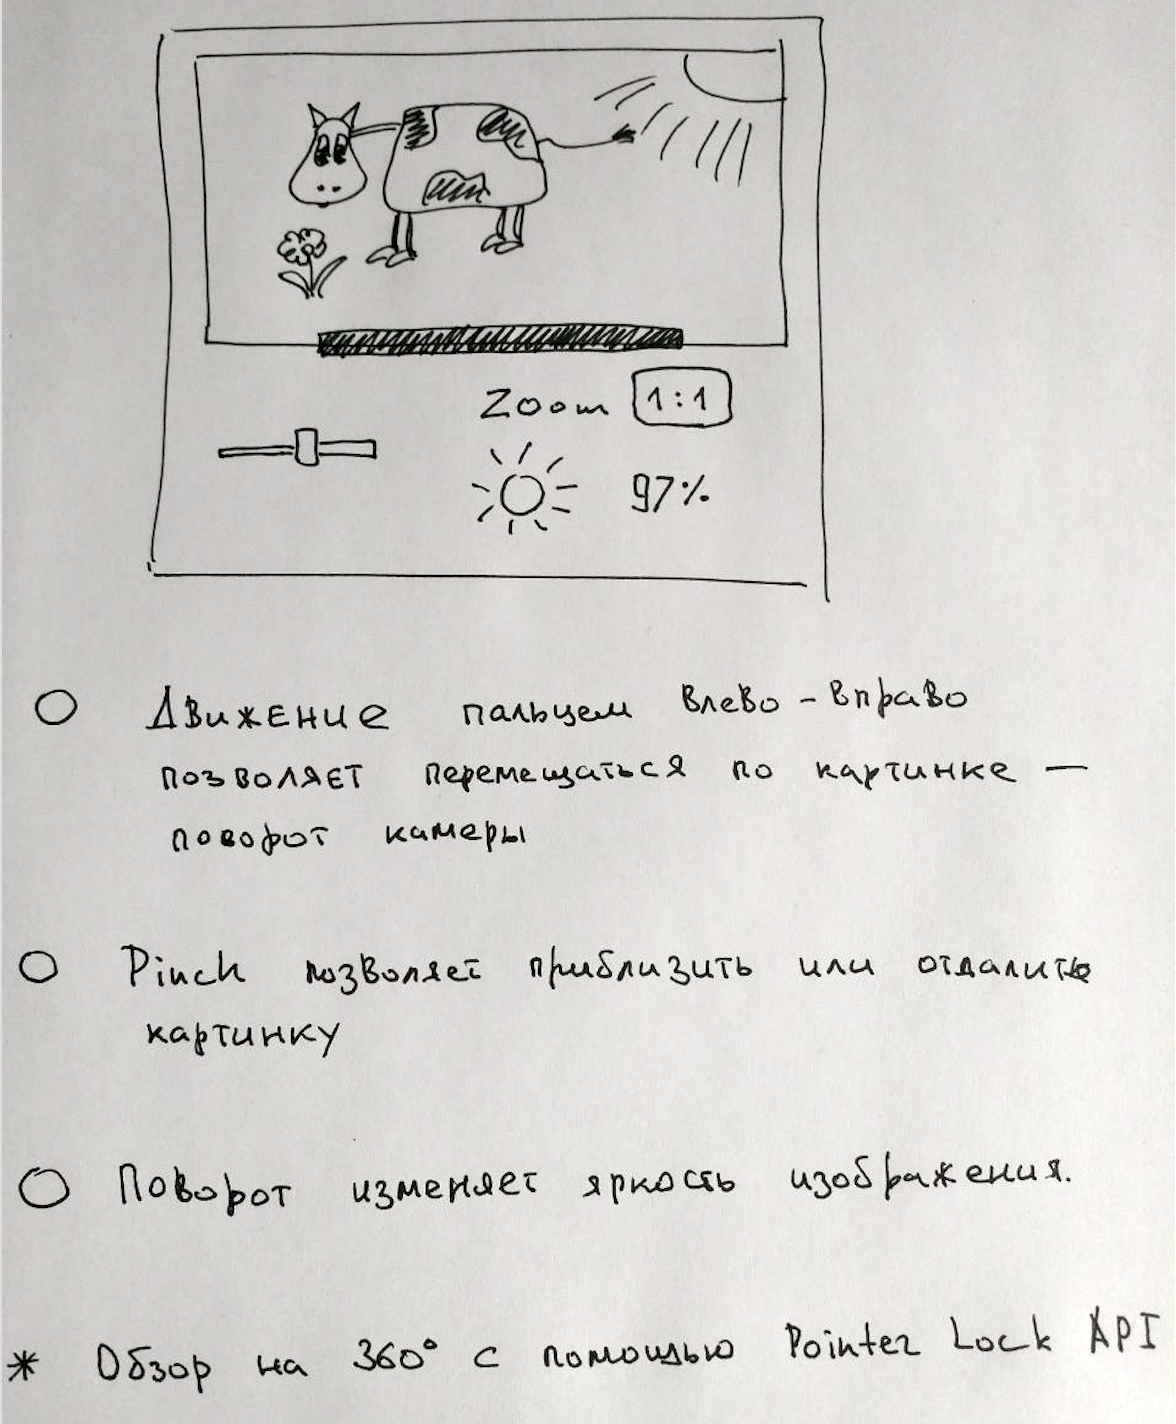 Zoom 1:1
97%
Движение пальцем влево-вправо
позволяет перемещаться по картинке —
поворот камеры
Pinch позволяет приблизить или отдалить
картинку
Поворот изменяет яркость изображения.
* Обзор на 360° с помощью Pointer Lock API